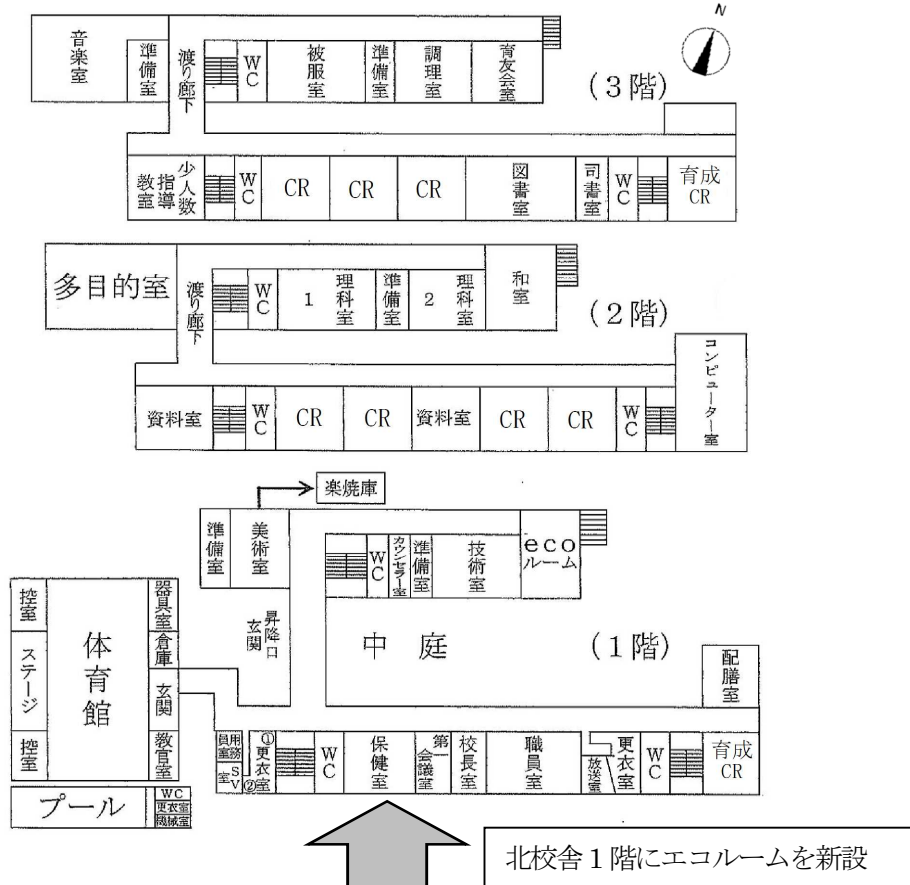 N
音楽室
準備室
渡り廊下
WC
被服室
準備室
調理室
育友会室
(3階)
少人数
指導
教室
WC
CR
CR
CR
図書室
司書室
WC
育成
CR
多目的室
渡り廊下
WC
理科室
1
準備室
理科室
2
和室
(2階)
コンピューター室
資料室
WC
CR
CR
資料室
CR
CR
WC
楽焼庫
準備室
美術室
WC
カウンセラー室
準備室
技術室
eco
ルーム
控室
ステージ
控室
体育館
器具室
倉庫
玄関
教官室
昇降口
玄関
中庭
(1階)
配膳室
用務
員室
SV
室
①
更衣室
②
WC
保健室
第一
会議室
校長室
職員室
放送室
更衣室
WC
育成
CR
プール
WC
更衣室
機械室
北校舎1階にエコルームを新設